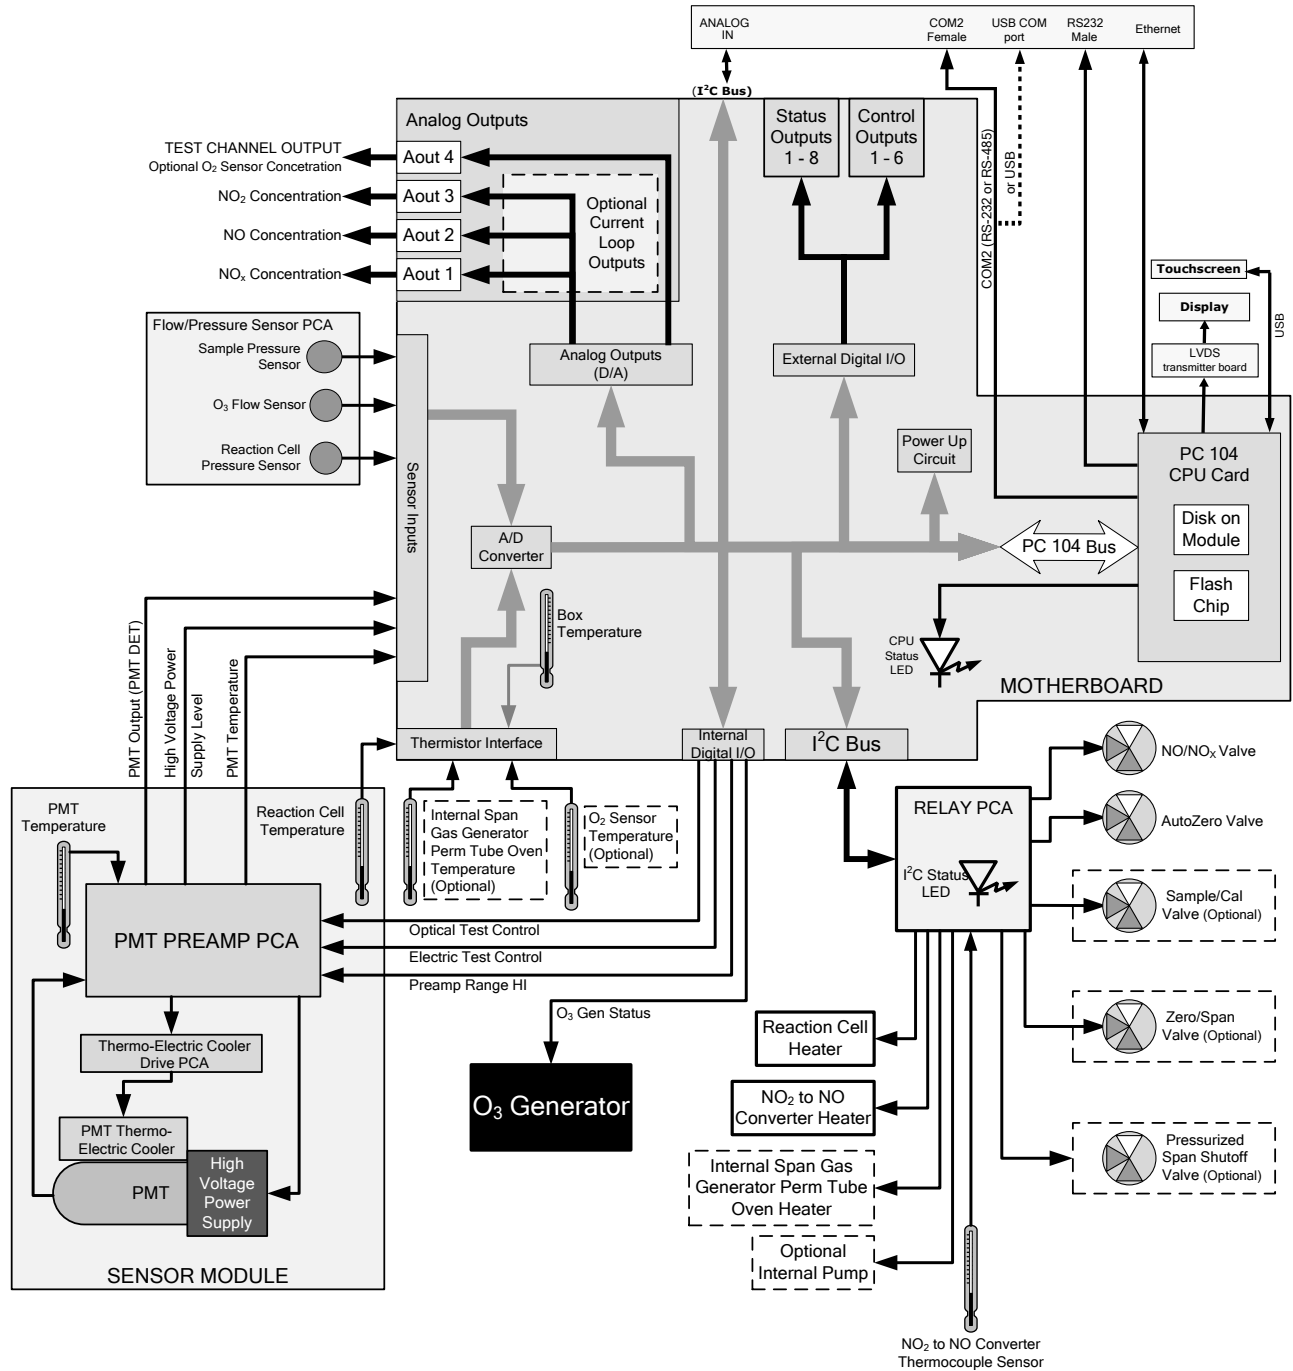 ANALOG
IN
COM2
Female
USB COM
port
RS232
Male
Ethernet
(I²C Bus)
Analog Outputs
Status
Outputs
1 - 8
Control
Outputs
1 - 6
TEST CHANNEL OUTPUT
Optional O₂ Sensor Concetration
Aout 4
NO₂ Concentration
Aout 3
NO Concentration
Aout 2
NOₓ Concentration
Aout 1
Optional
Current
Loop
Outputs
COM2 (RS-232 or RS-485)
or USB
Touchscreen
Display
LVDS
transmitter board
USB
Flow/Pressure Sensor PCA
Sample Pressure
Sensor
O₃ Flow Sensor
Reaction Cell
Pressure Sensor
Sensor Inputs
Analog Outputs
(D/A)
External Digital I/O
Power Up
Circuit
PC 104
CPU Card
Disk on
Module
Flash
Chip
A/D
Converter
PC 104 Bus
Box
Temperature
CPU
Status
LED
MOTHERBOARD
PMT Output (PMT DET)
High Voltage Power
Supply Level
PMT Temperature
Thermistor Interface
Internal
Digital I/O
I²C Bus
NO/NOₓ Valve
PMT
Temperature
Reaction Cell
Temperature
Internal Span
Gas Generator
Perm Tube Oven
Temperature
(Optional)
O₂ Sensor
Temperature
(Optional)
RELAY PCA
I²C Status
LED
AutoZero Valve
Sample/Cal
Valve (Optional)
PMT PREAMP PCA
Optical Test Control
Electric Test Control
Preamp Range HI
O₃ Gen Status
Zero/Span
Valve (Optional)
Thermo-Electric Cooler
Drive PCA
Reaction Cell
Heater
O₃ Generator
NO₂ to NO
Converter Heater
PMT Thermo-
Electric Cooler
PMT
High
Voltage
Power
Supply
Internal Span Gas
Generator Perm Tube
Oven Heater
Pressurized
Span Shutoff
Valve (Optional)
Optional
Internal Pump
SENSOR MODULE
NO₂ to NO Converter
Thermocouple Sensor